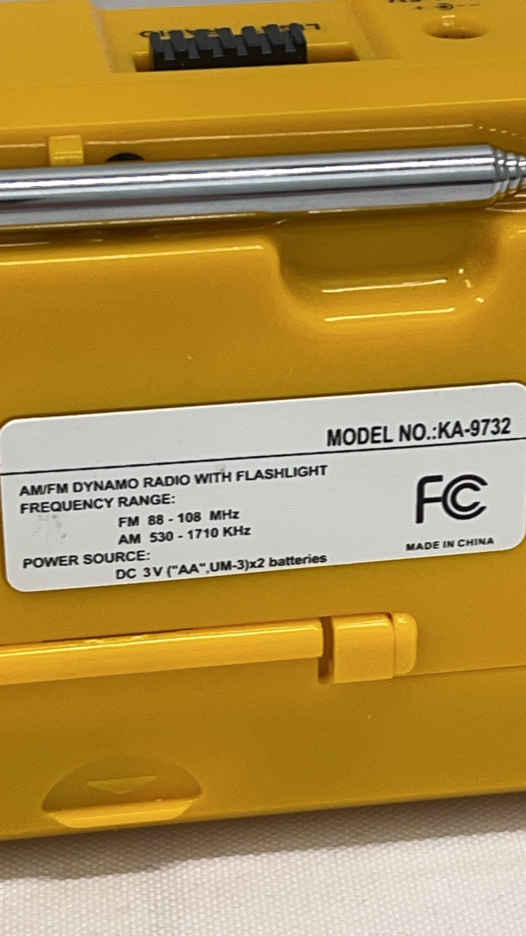 MODEL NO.:KA-9732
AM/FM DYNAMO RADIO WITH FLASHLIGHT
FREQUENCY RANGE:
FM 88 - 108 MHz
AM 530 - 1710 KHz
POWER SOURCE:
DC 3V ("AA",UM-3)x2 batteries
FC
MADE IN CHINA